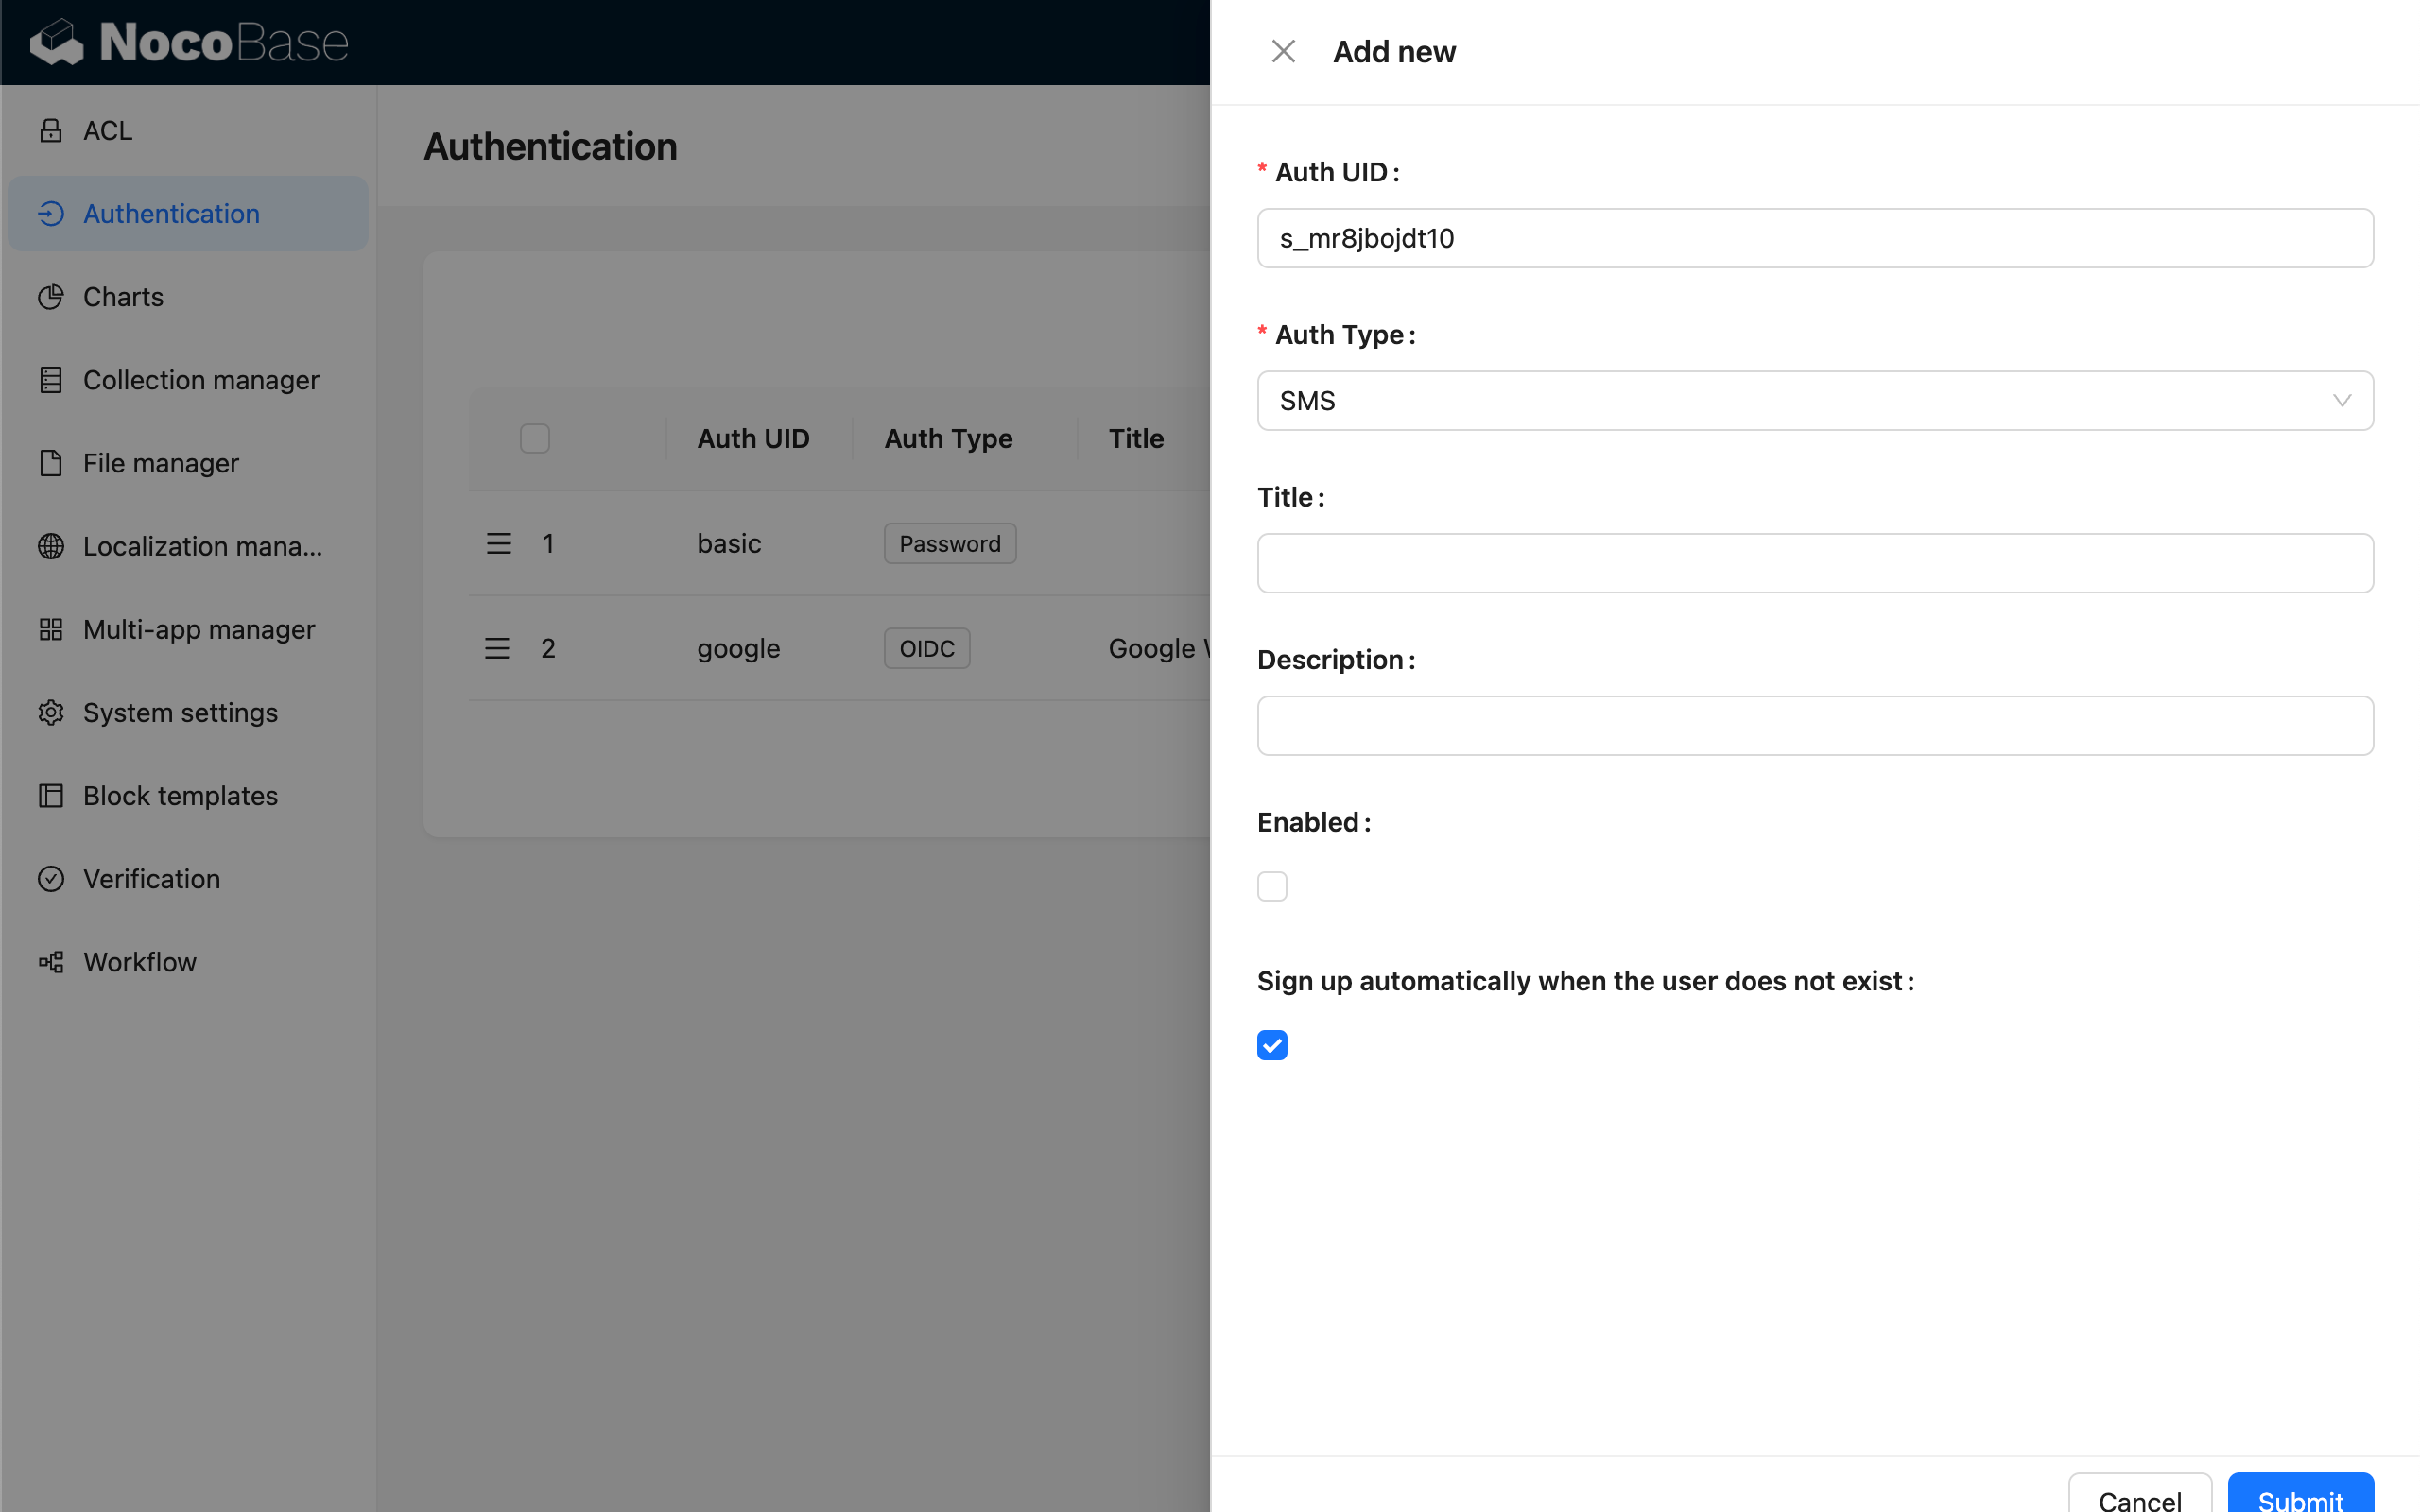 NocoBase
ACL
Authentication
Charts
Collection manager
File manager
Localization mana...
Multi-app manager
System settings
Block templates
Verification
Workflow
Authentication
Auth UID Auth Type Title
1 basic Password
2 google OIDC Google
Add new
* Auth UID:
s_mr8jbojdt10
* Auth Type:
SMS
Title:
Description:
Enabled:
Sign up automatically when the user does not exist:
Cancel Submit